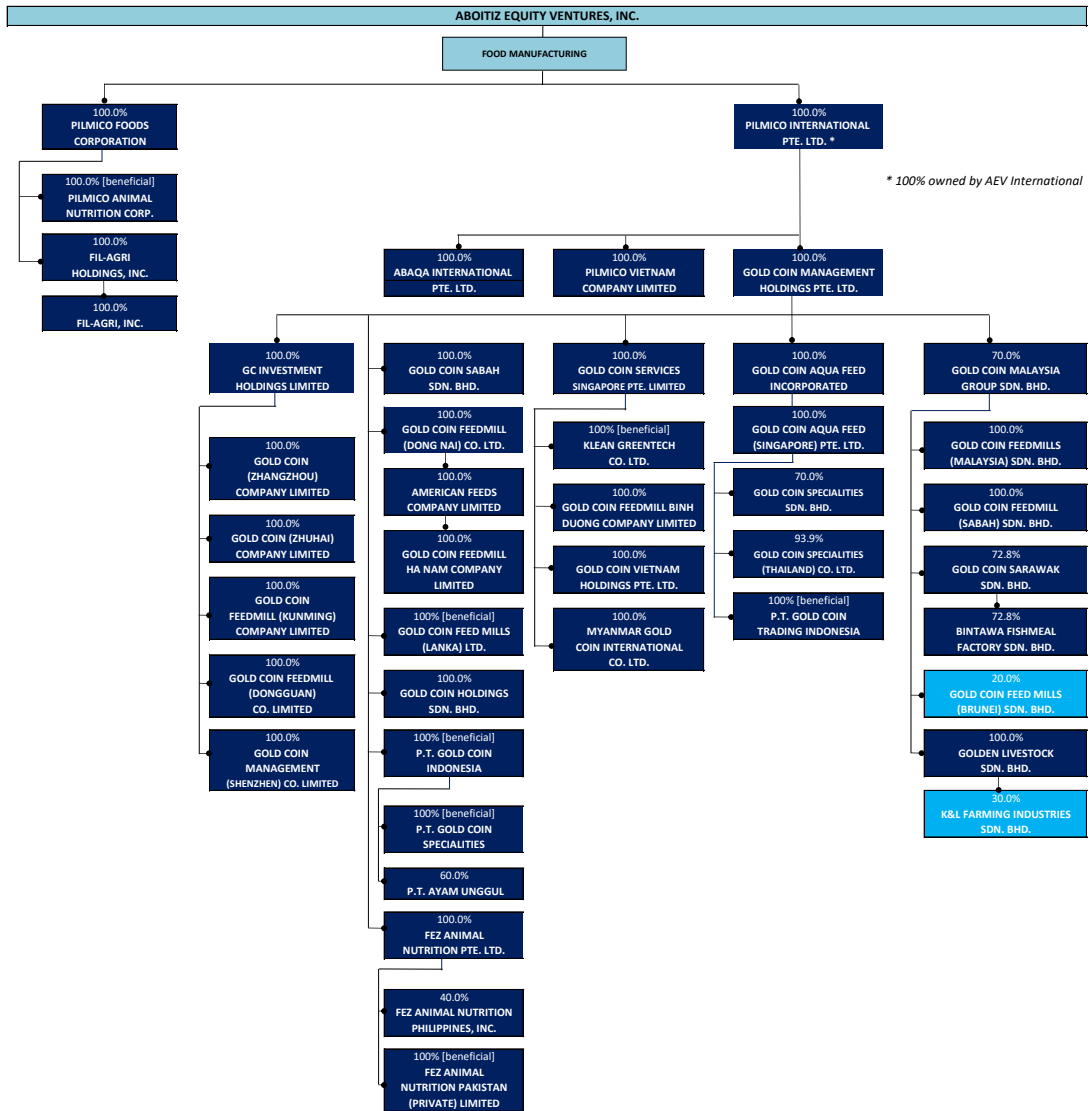 ABOITIZ EQUITY VENTURES, INC.
FOOD MANUFACTURING
100.0%
PILMICO FOODS
CORPORATION
100.0%
PILMICO INTERNATIONAL
PTE. LTD. *
* 100% owned by AEV International
100.0% [beneficial]
PILMICO ANIMAL
NUTRITION CORP.
100.0%
FIL-AGRI
HOLDINGS, INC.
100.0%
FIL-AGRI, INC.
100.0%
ABAQA INTERNATIONAL
PTE. LTD.
100.0%
PILMICO VIETNAM
COMPANY LIMITED
100.0%
GOLD COIN MANAGEMENT
HOLDINGS PTE. LTD.
100.0%
GC INVESTMENT
HOLDINGS LIMITED
100.0%
GOLD COIN
(ZHANGZHOU)
COMPANY LIMITED
100.0%
GOLD COIN (ZHUHAI)
COMPANY LIMITED
100.0%
GOLD COIN
FEEDMILL (KUNMING)
COMPANY LIMITED
100.0%
GOLD COIN FEEDMILL
(DONGGUAN)
CO. LIMITED
100.0%
GOLD COIN
MANAGEMENT
(SHENZHEN) CO. LIMITED
100.0%
GOLD COIN SABAH
SDN. BHD.
100.0%
GOLD COIN FEEDMILL
(DONG NAI) CO. LTD.
100.0%
AMERICAN FEEDS
COMPANY LIMITED
100.0%
GOLD COIN FEEDMILL
HA NAM COMPANY
LIMITED
100% [beneficial]
GOLD COIN FEED MILLS
(LANKA) LTD.
100.0%
GOLD COIN HOLDINGS
SDN. BHD.
100% [beneficial]
P.T. GOLD COIN
INDONESIA
100% [beneficial]
P.T. GOLD COIN
SPECIALITIES
60.0%
P.T. AYAM UNGGUL
100.0%
FEZ ANIMAL
NUTRITION PTE. LTD.
40.0%
FEZ ANIMAL NUTRITION
PHILIPPINES, INC.
100% [beneficial]
FEZ ANIMAL
NUTRITION PAKISTAN
(PRIVATE) LIMITED
100.0%
GOLD COIN SERVICES
SINGAPORE PTE. LIMITED
100% [beneficial]
KLEAN GREENTECH
CO. LTD.
100.0%
GOLD COIN FEEDMILL BINH
DUONG COMPANY LIMITED
100.0%
GOLD COIN VIETNAM
HOLDINGS PTE. LTD.
100.0%
MYANMAR GOLD
COIN INTERNATIONAL
CO. LTD.
100.0%
GOLD COIN AQUA FEED
INCORPORATED
100.0%
GOLD COIN AQUA FEED
(SINGAPORE) PTE. LTD.
70.0%
GOLD COIN SPECIALITIES
SDN. BHD.
93.9%
GOLD COIN SPECIALITIES
(THAILAND) CO. LTD.
100% [beneficial]
P.T. GOLD COIN
TRADING INDONESIA
70.0%
GOLD COIN MALAYSIA
GROUP SDN. BHD.
100.0%
GOLD COIN FEEDMILLS
(MALAYSIA) SDN. BHD.
100.0%
GOLD COIN FEEDMILL
(SABAH) SDN. BHD.
72.8%
GOLD COIN SARAWAK
SDN. BHD.
72.8%
BINTAWA FISHMEAL
FACTORY SDN. BHD.
20.0%
GOLD COIN FEED MILLS
(BRUNEI) SDN. BHD.
100.0%
GOLDEN LIVESTOCK
SDN. BHD.
30.0%
K&L FARMING INDUSTRIES
SDN. BHD.